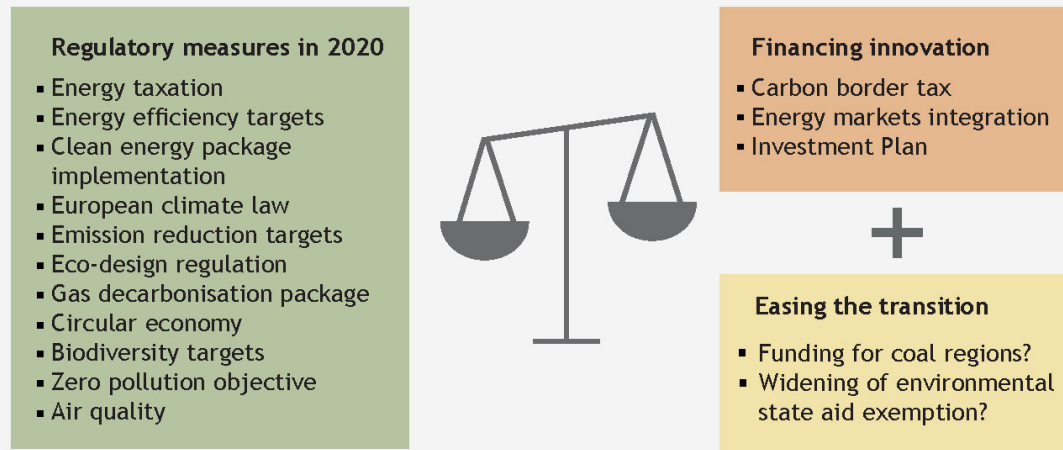 Regulatory measures in 2020
▪ Energy taxation
▪ Energy efficiency targets
▪ Clean energy package
implementation
▪ European climate law
▪ Emission reduction targets
▪ Eco-design regulation
▪ Gas decarbonisation package
▪ Circular economy
▪ Biodiversity targets
▪ Zero pollution objective
▪ Air quality
Financing innovation
▪ Carbon border tax
▪ Energy markets integration
▪ Investment Plan
+
Easing the transition
▪ Funding for coal regions?
▪ Widening of environmental
state aid exemption?